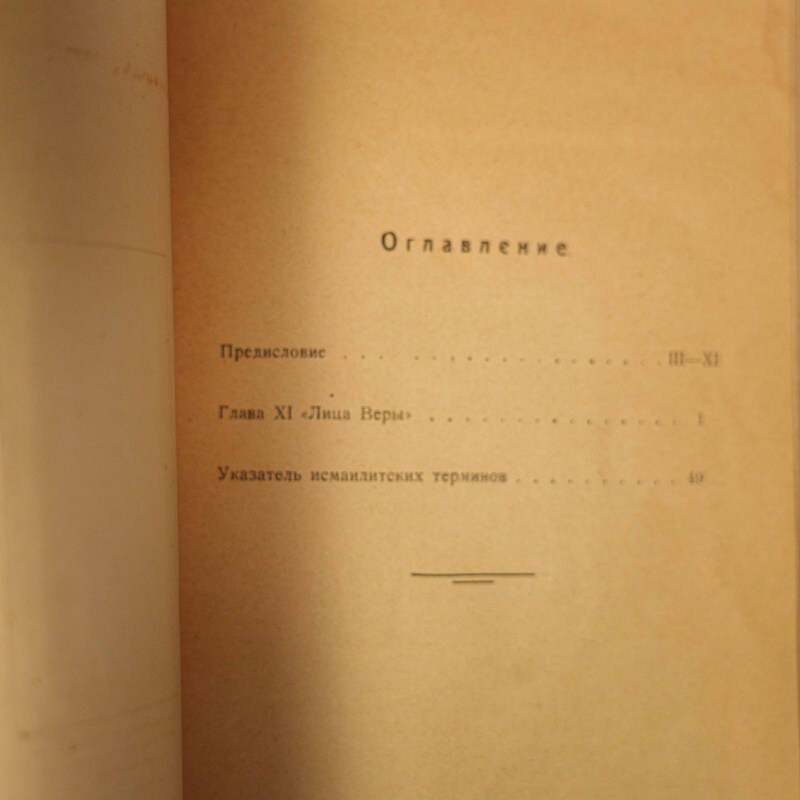 Оглавление
Предисловие . . . . . . . . . . . . . . . . III—XI
Глава XI «Лица Веры» . . . . . . . . . . . . . . 1
Указатель исмаилитских терминов . . . . . . . . . . 49